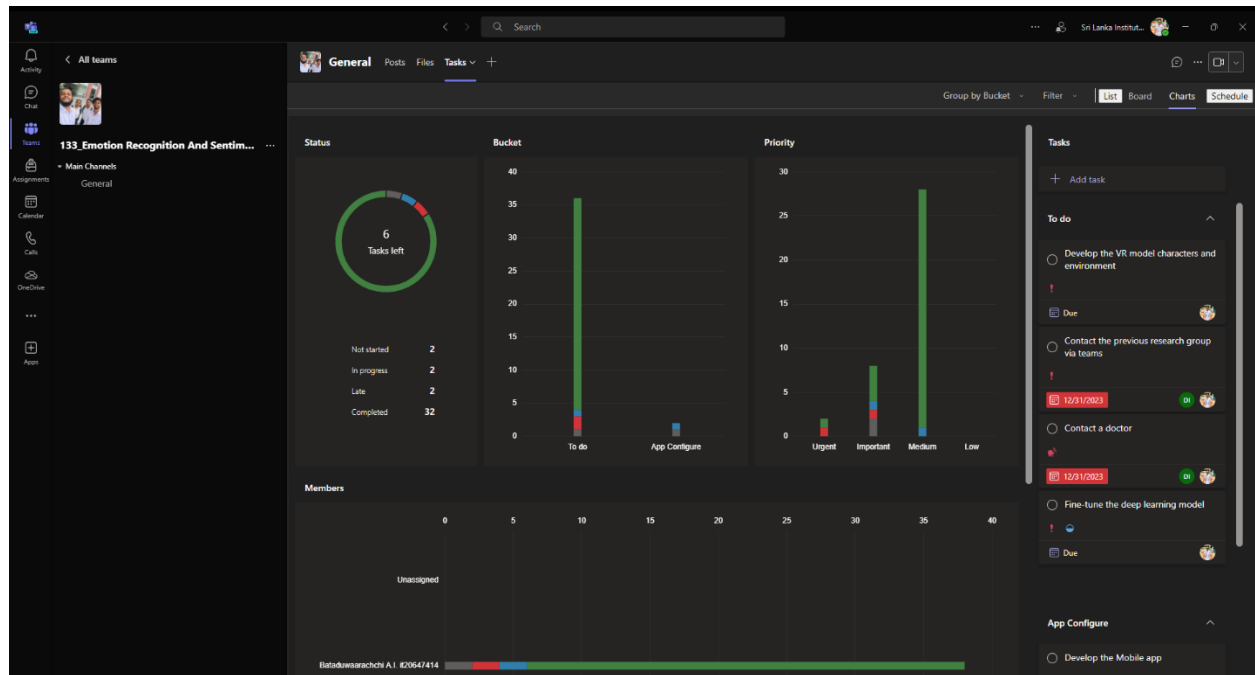 Search
Sri Lanka Institut...
Activity
Chat
Teams
Assignments
Calendar
Calls
OneDrive
Apps
All teams
133_Emotion Recognition And Sentim...
Main Channels
General
General Posts Files Tasks
Group by Bucket Filter List Board Charts Schedule
Status
6
Tasks left
Not started 2
In progress 2
Late 2
Completed 32
Bucket
40
35
30
25
20
15
10
5
0
To do App Configure
Priority
30
25
20
15
10
5
0
Urgent Important Medium Low
Members
0 5 10 15 20 25 30 35 40
Unassigned
Bataduwaarachchi A.I. it20647414
Tasks
Add task
To do
Develop the VR model characters and
environment
Due
Contact the previous research group
via teams
12/31/2023 DI
Contact a doctor
12/31/2023 DI
Fine-tune the deep learning model
Due
App Configure
Develop the Mobile app